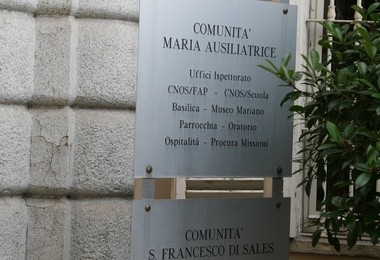 COMUNITA'
MARIA AUSILIATRICE
Uffici Ispettorato
CNOS/FAP - CNOS/Scuola
Basilica - Museo Mariano
Parrocchia - Oratorio
Ospitalità - Procura Missioni
COMUNITA'
S. FRANCESCO DI SALES